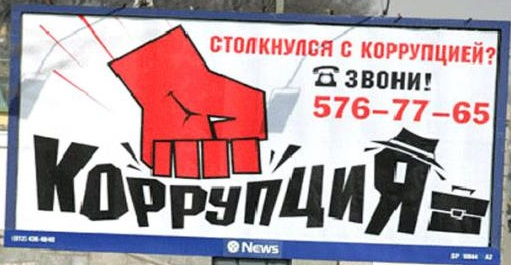 СТОЛКНУЛСЯ С КОРРУПЦИЕЙ?
☎ ЗВОНИ!
576-77-65
КОРРУПЦИЯ
News